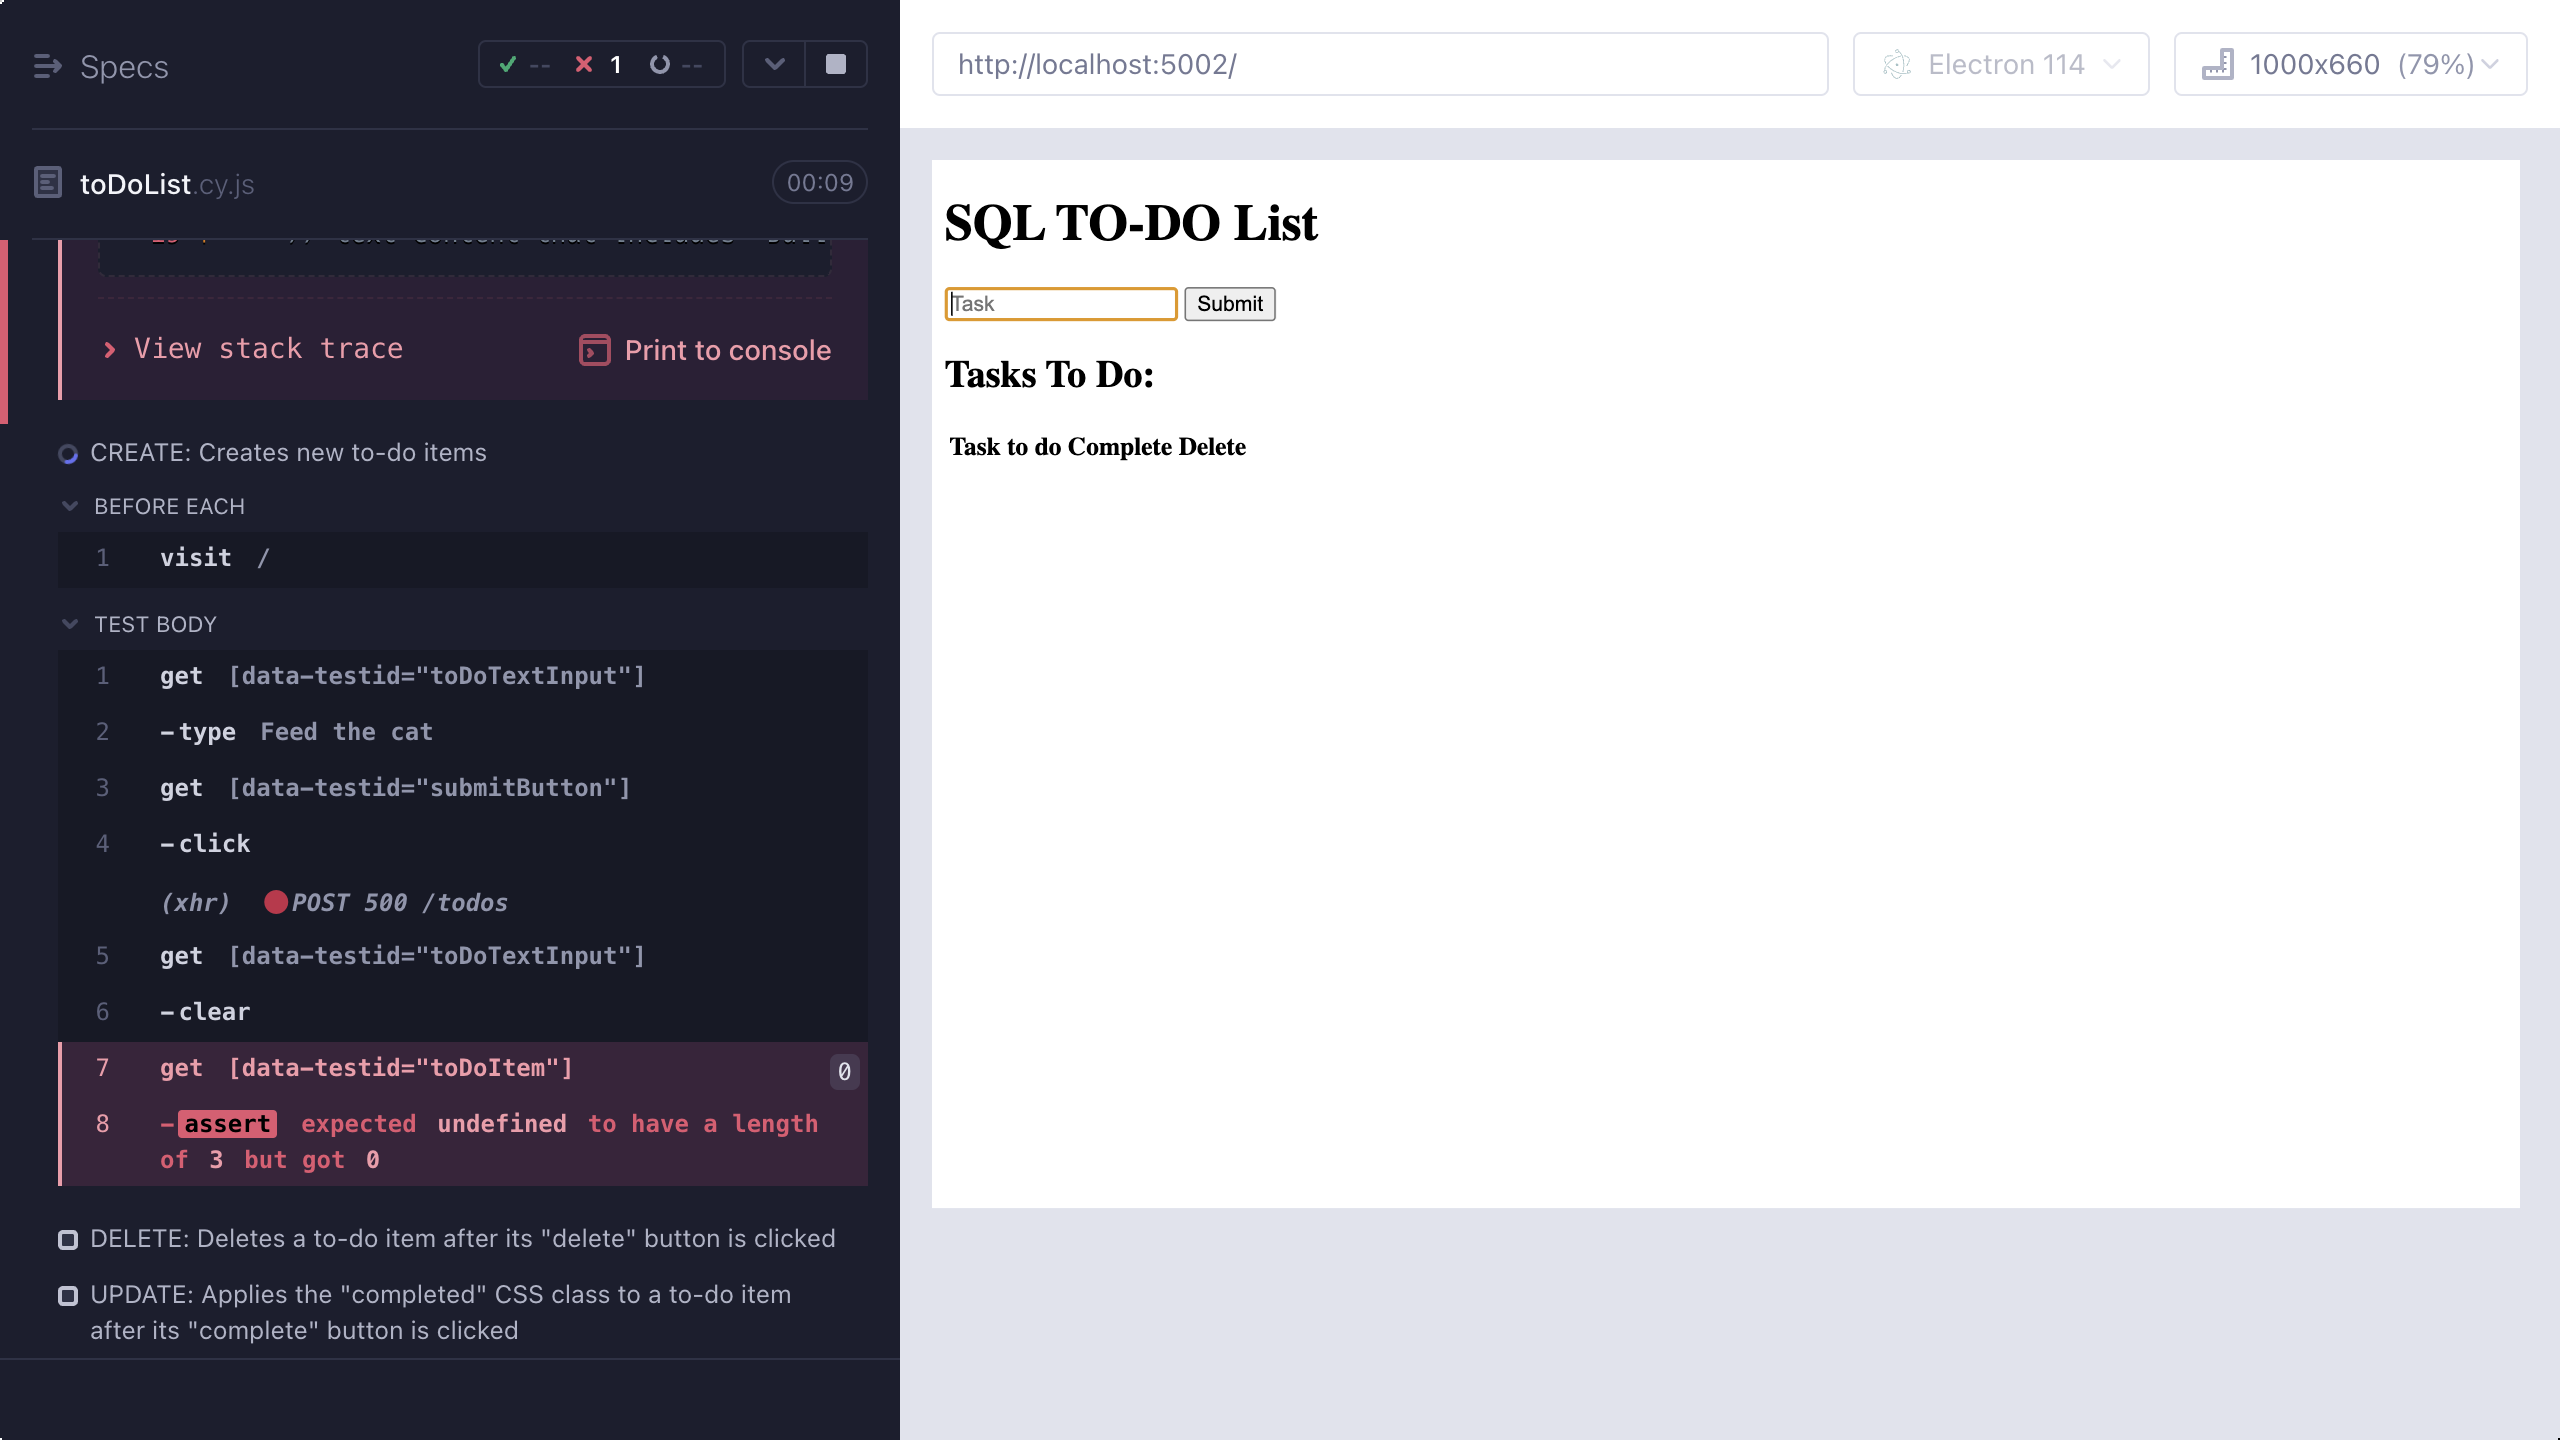 Specs
-- 1 --
toDoList.cy.js
00:09
View stack trace
Print to console
CREATE: Creates new to-do items
BEFORE EACH
1 visit /
TEST BODY
1 get [data-testid="toDoTextInput"]
2 -type Feed the cat
3 get [data-testid="submitButton"]
4 -click
(xhr) POST 500 /todos
5 get [data-testid="toDoTextInput"]
6 -clear
7 get [data-testid="toDoItem"] 0
8 -assert expected undefined to have a length
of 3 but got 0
DELETE: Deletes a to-do item after its "delete" button is clicked
UPDATE: Applies the "completed" CSS class to a to-do item
after its "complete" button is clicked
http://localhost:5002/
Electron 114
1000x660 (79%)
SQL TO-DO List
Task
Submit
Tasks To Do:
Task to do Complete Delete